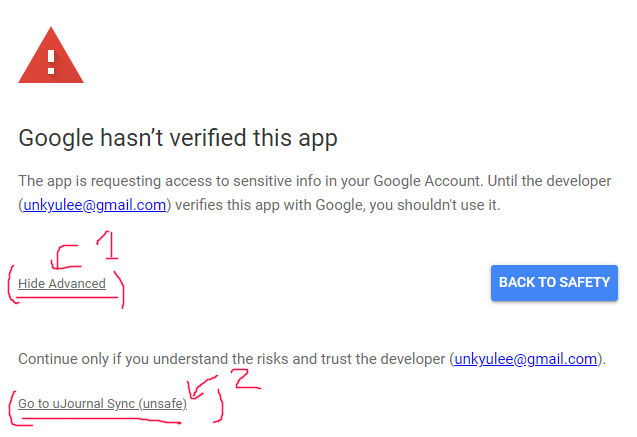 Google hasn't verified this app
The app is requesting access to sensitive info in your Google Account. Until the developer
(unkyulee@gmail.com) verifies this app with Google, you shouldn't use it.
1
Hide Advanced
BACK TO SAFETY
Continue only if you understand the risks and trust the developer (unkyulee@gmail.com).
2
Go to uJournal Sync (unsafe)